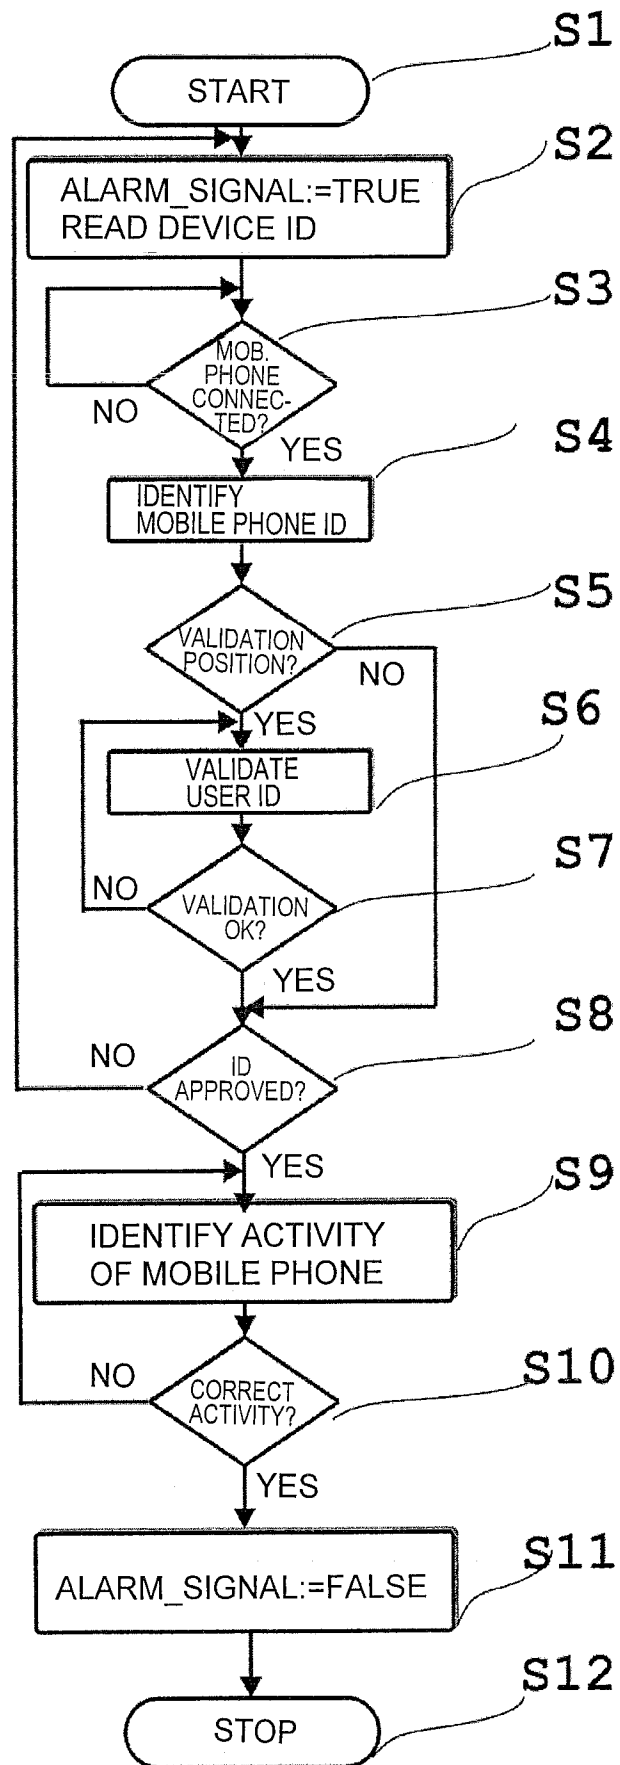 S1
START
S2
ALARM_SIGNAL:=TRUE
READ DEVICE ID
S3
MOB.
PHONE
CONNEC-
TED?
NO
YES
S4
IDENTIFY
MOBILE PHONE ID
S5
VALIDATION
POSITION?
NO
YES
S6
VALIDATE
USER ID
S7
NO
VALIDATION
OK?
YES
S8
NO
ID
APPROVED?
YES
S9
IDENTIFY ACTIVITY
OF MOBILE PHONE
NO
S10
CORRECT
ACTIVITY?
YES
S11
ALARM_SIGNAL:=FALSE
S12
STOP